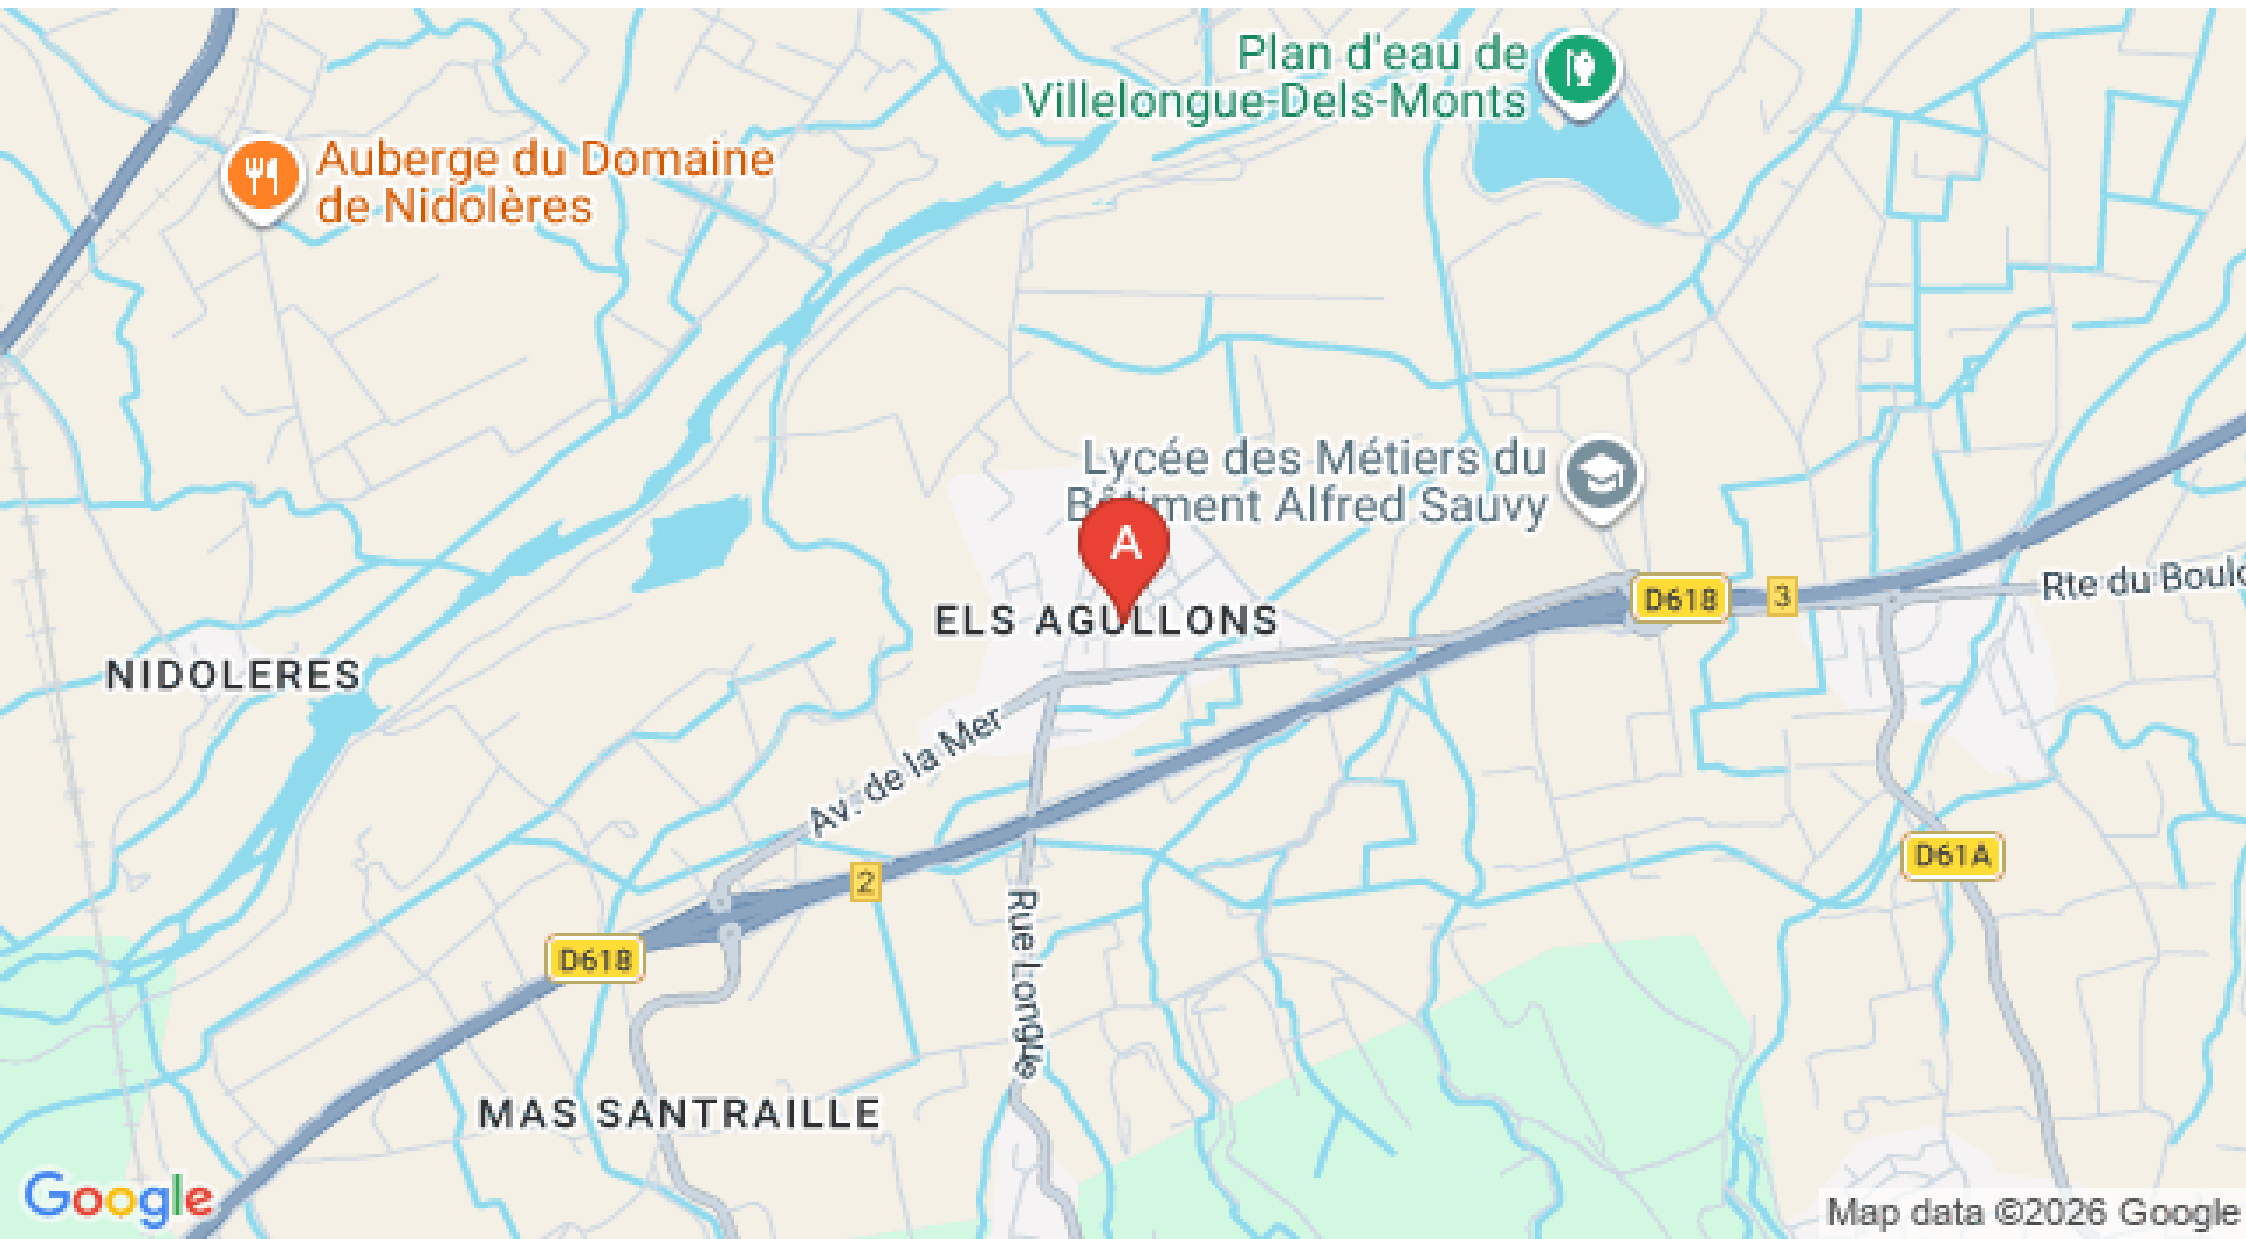 Plan d'eau de
Villelongue-Dels-Monts
Auberge du Domaine
de Nidolères
Lycée des Métiers du
Bâtiment Alfred Sauvy
A
ELS AGULLONS
D618
3
Rte du Boulo
NIDOLERES
Av. de la Mer
D61A
2
D618
Rue Longue
MAS SANTRAILLE
Google
Map data ©2026 Google